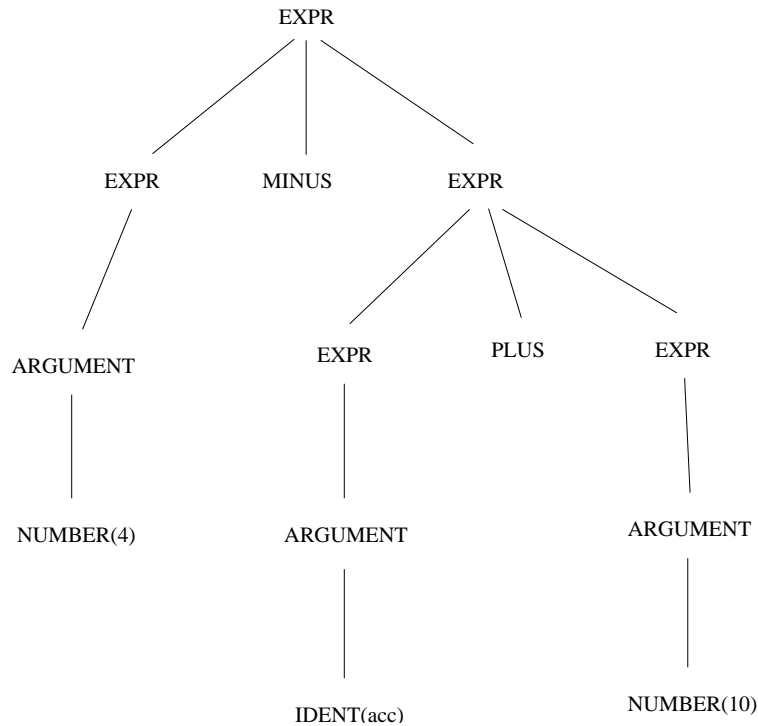 EXPR
EXPR MINUS EXPR
ARGUMENT EXPR PLUS EXPR
NUMBER(4) ARGUMENT ARGUMENT
IDENT(acc) NUMBER(10)